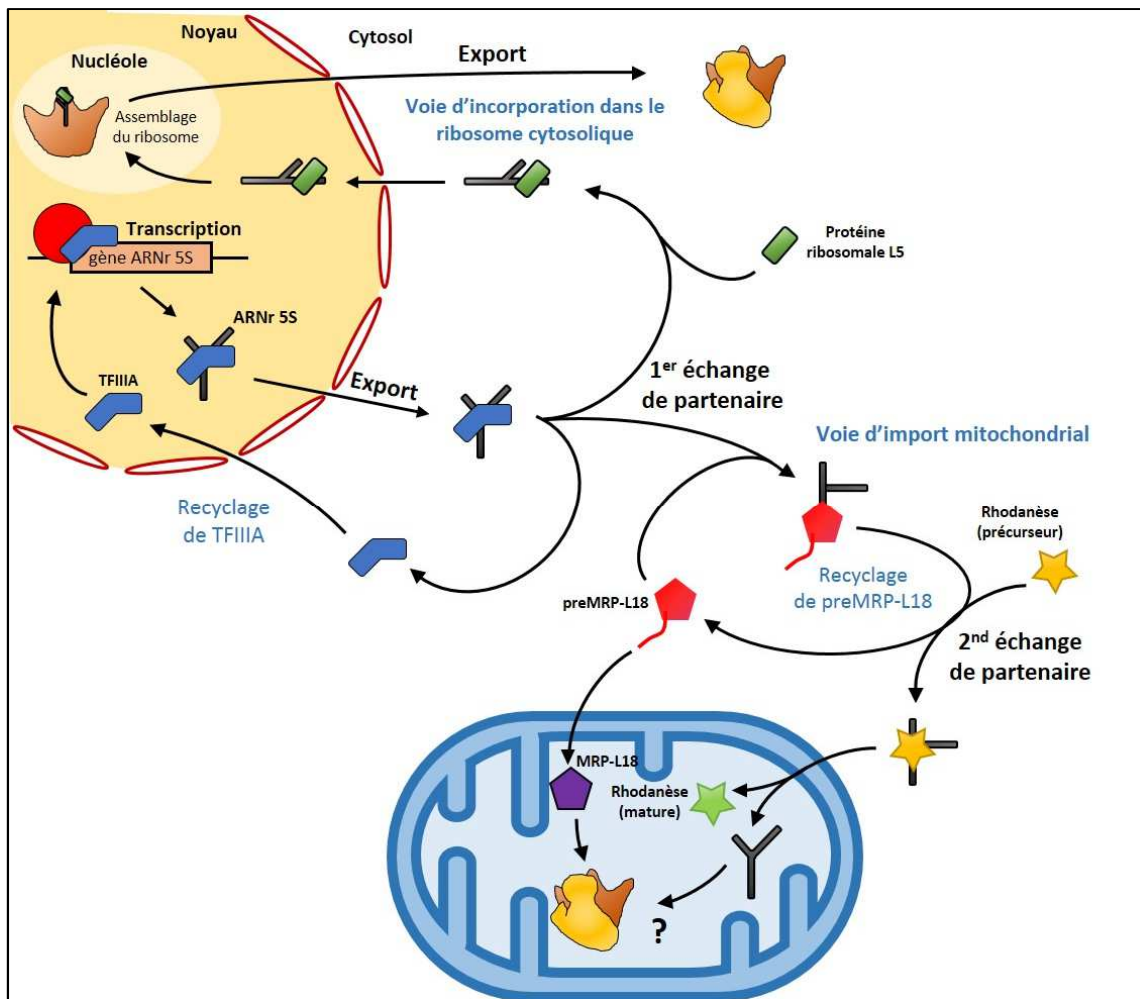 Noyau
Cytosol
Nucléole
Export
Assemblage
du ribosome
Voie d'incorporation dans le
ribosome cytosolique
Transcription
gène ARNr 5S
Protéine
ribosomale L5
ARNr 5S
TFIIIA
Export
1er échange
de partenaire
Voie d'import mitochondrial
Recyclage
de TFIIIA
Rhodanèse
(précurseur)
Recyclage
de preMRP-L18
preMRP-L18
2nd échange
de partenaire
MRP-L18
Rhodanèse
(mature)
?